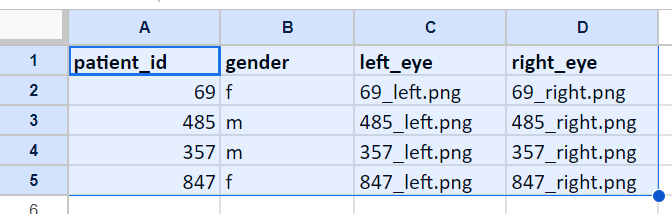 A B C D
1 patient_id gender left_eye right_eye
2 69 f 69_left.png 69_right.png
3 485 m 485_left.png 485_right.png
4 357 m 357_left.png 357_right.png
5 847 f 847_left.png 847_right.png
6